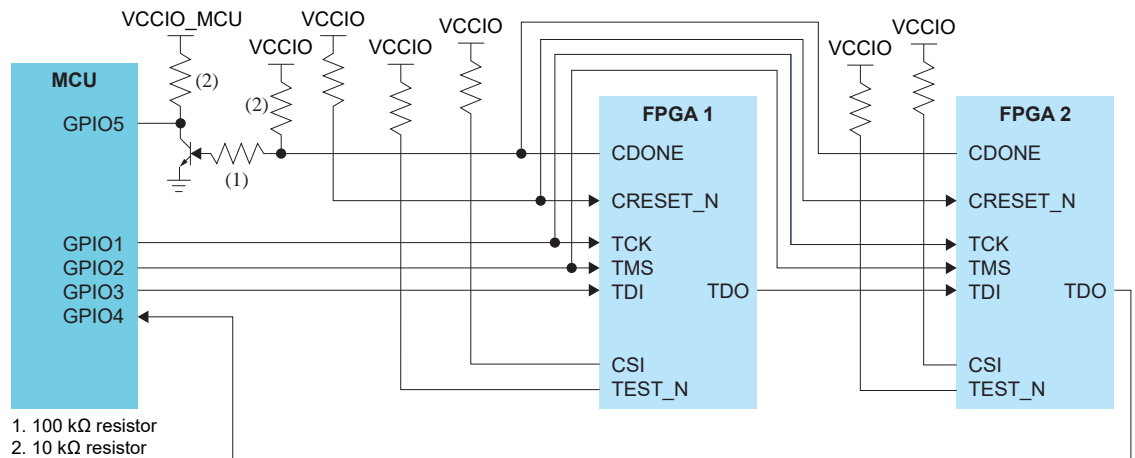 VCCIO_MCU
VCCIO
VCCIO
VCCIO
VCCIO
VCCIO
VCCIO
MCU
(2)
(2)
(1)
GPIO5
GPIO1
GPIO2
GPIO3
GPIO4
FPGA 1
CDONE
CRESET_N
TCK
TMS
TDI
TDO
CSI
TEST_N
FPGA 2
CDONE
CRESET_N
TCK
TMS
TDI
TDO
CSI
TEST_N
1. 100 kΩ resistor
2. 10 kΩ resistor